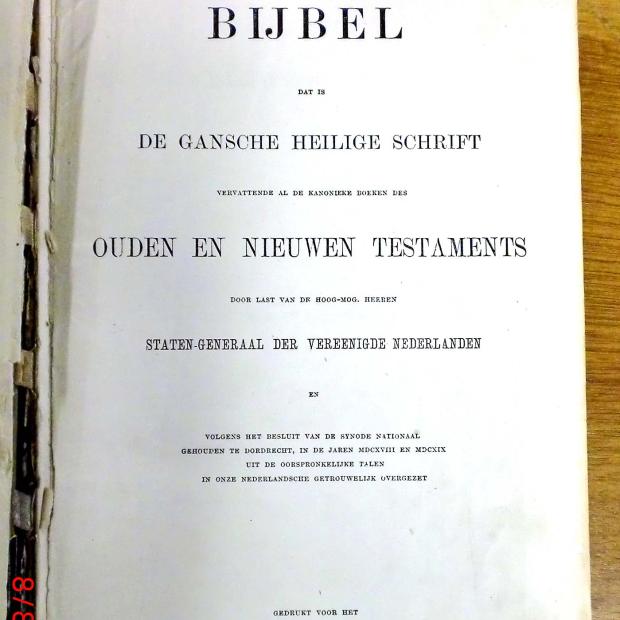 BIJBEL
DAT IS
DE GANSCHE HEILIGE SCHRIFT
VERVATTENDE AL DE KANONIEKE BOEKEN DES
OUDEN EN NIEUWEN TESTAMENTS
DOOR LAST VAN DE HOOG-MOG. HEEREN
STATEN-GENERAAL DER VEREENIGDE NEDERLANDEN
EN
VOLGENS HET BESLUIT VAN DE SYNODE NATIONAAL
GEHOUDEN TE DORDRECHT, IN DE JAREN MDCXVIII EN MDCXIX
UIT DE OORSPRONKELIJKE TALEN
IN ONZE NEDERLANDSCHE GETROUWELIJK OVERGEZET
GEDRUKT VOOR HET